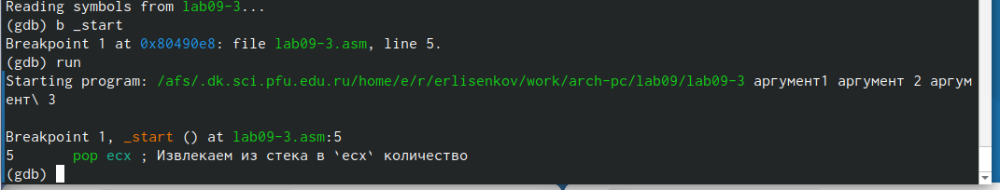 Reading symbols from lab09-3...
(gdb) b _start
Breakpoint 1 at 0x80490e8: file lab09-3.asm, line 5.
(gdb) run
Starting program: /afs/.dk.sci.pfu.edu.ru/home/e/r/erlisenkov/work/arch-pc/lab09/lab09-3 аргумент1 аргумент 2 аргум
ент\ 3
Breakpoint 1, _start () at lab09-3.asm:5
5       pop ecx ; Извлекаем из стека в `ecx` количество
(gdb)